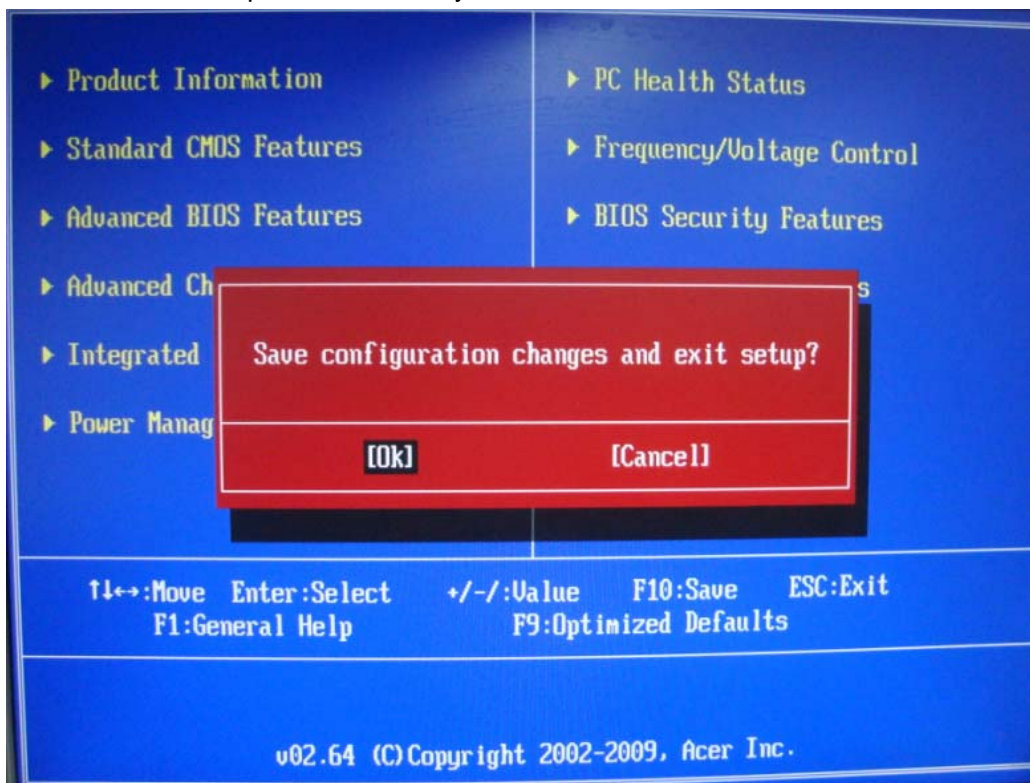 ▶ Product Information
▶ Standard CMOS Features
▶ Advanced BIOS Features
▶ Advanced Ch
▶ Integrated
▶ Power Manag
▶ PC Health Status
▶ Frequency/Voltage Control
▶ BIOS Security Features
s
Save configuration changes and exit setup?
[Ok] [Cancel]
↑↓←→:Move Enter:Select +/-/:Value F10:Save ESC:Exit
F1:General Help F9:Optimized Defaults
v02.64 (C)Copyright 2002-2009, Acer Inc.